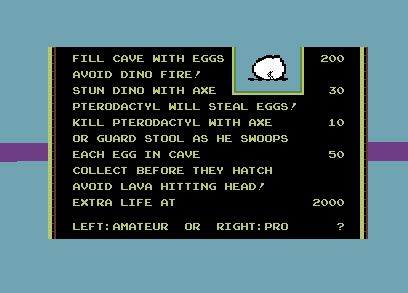 FILL CAVE WITH EGGS 200
AVOID DINO FIRE!
STUN DINO WITH AXE 30
PTERODACTYL WILL STEAL EGGS!
KILL PTERODACTYL WITH AXE 10
OR GUARD STOOL AS HE SWOOPS
EACH EGG IN CAVE 50
COLLECT BEFORE THEY HATCH
AVOID LAVA HITTING HEAD!
EXTRA LIFE AT 2000
LEFT:AMATEUR OR RIGHT:PRO ?